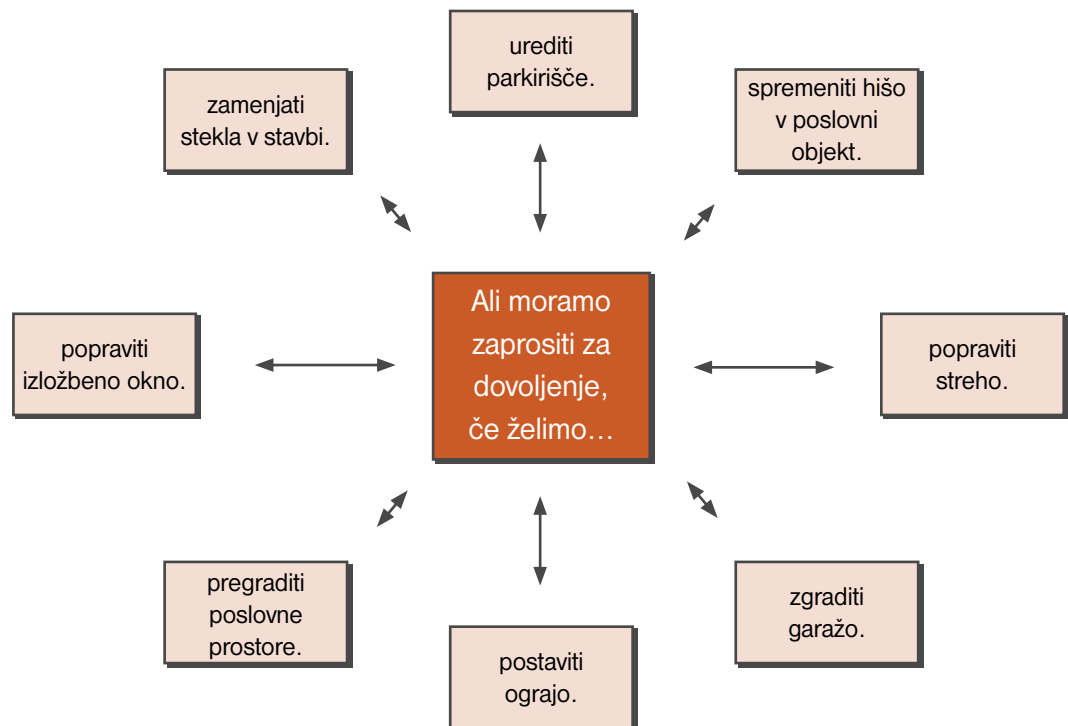 urediti
parkirišče.
zamenjati
stekla v stavbi.
spremeniti hišo
v poslovni
objekt.
Ali moramo
zaprositi za
dovoljenje,
če želimo...
popraviti
izložbeno okno.
popraviti
streho.
pregraditi
poslovne
prostore.
zgraditi
garažo.
postaviti
ograjo.